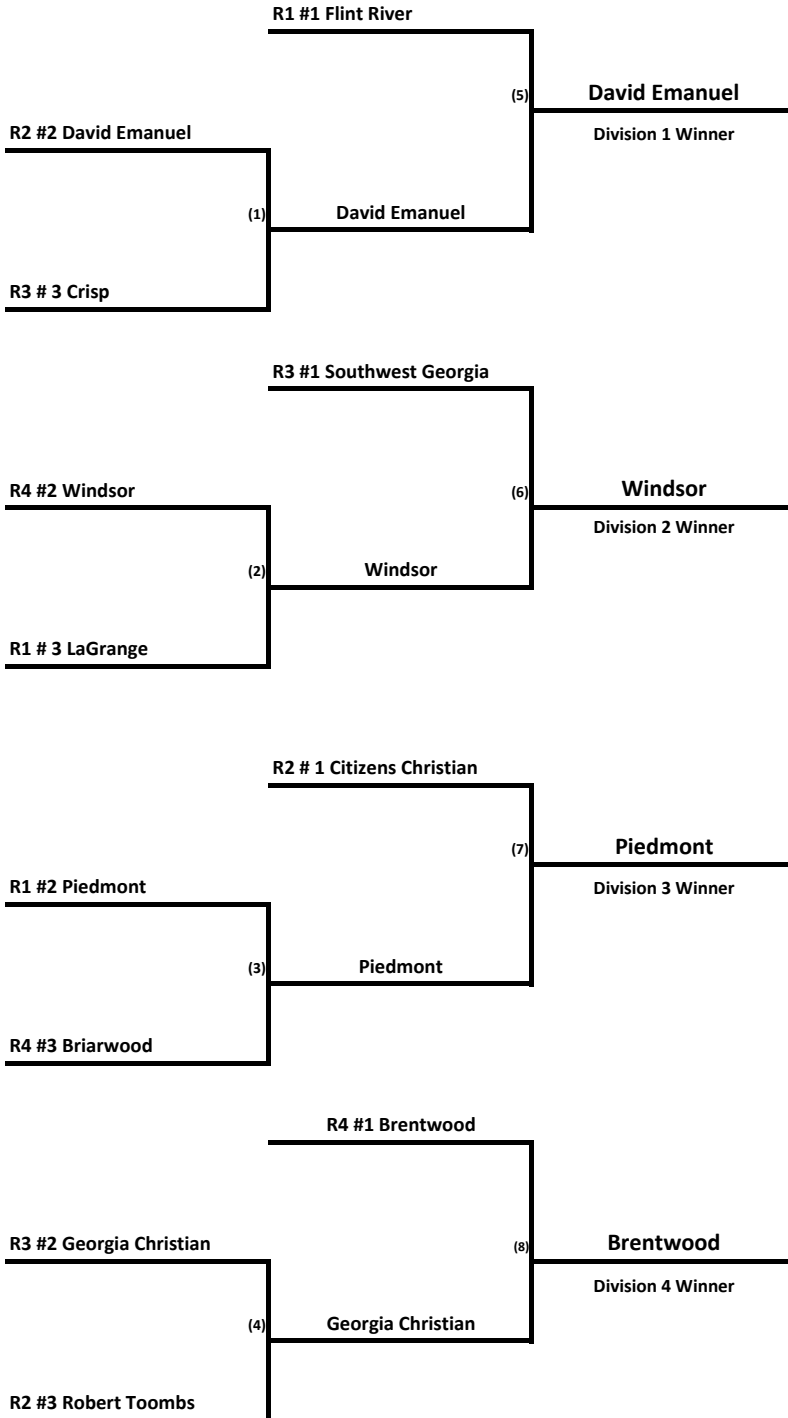 R1 #1 Flint River
(5)
David Emanuel
Division 1 Winner
R2 #2 David Emanuel
(1)
David Emanuel
R3 # 3 Crisp
R3 #1 Southwest Georgia
R4 #2 Windsor
(6)
Windsor
Division 2 Winner
(2)
Windsor
R1 # 3 LaGrange
R2 # 1 Citizens Christian
(7)
Piedmont
Division 3 Winner
R1 #2 Piedmont
(3)
Piedmont
R4 #3 Briarwood
R4 #1 Brentwood
R3 #2 Georgia Christian
(8)
Brentwood
Division 4 Winner
(4)
Georgia Christian
R2 #3 Robert Toombs